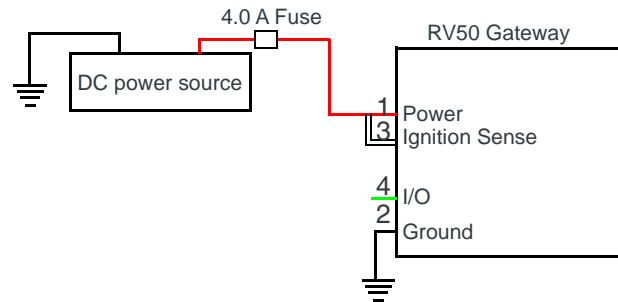 4.0 A Fuse
RV50 Gateway
DC power source
1 Power
3 Ignition Sense
4 I/O
2 Ground